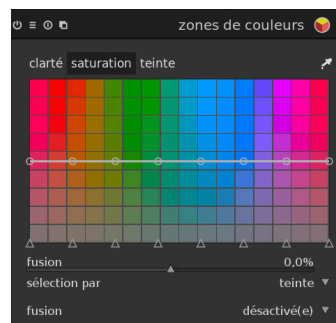 zones de couleurs
clarté saturation teinte
fusion 0,0%
sélection par teinte
fusion désactivé(e)